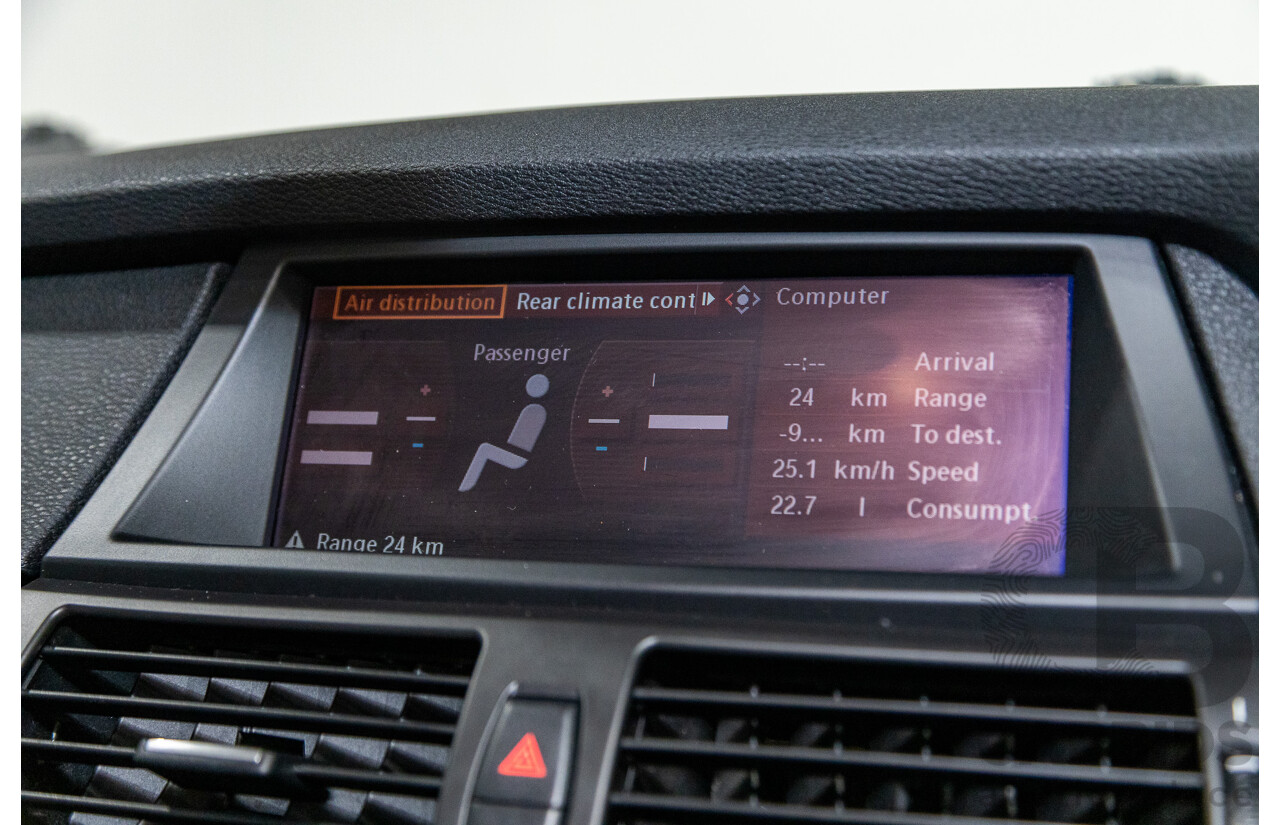 Air distribution Rear climate cont Computer
Passenger
--:-- Arrival
24 km Range
-9... km To dest.
25.1 km/h Speed
22.7 l Consumpt.
Range 24 km